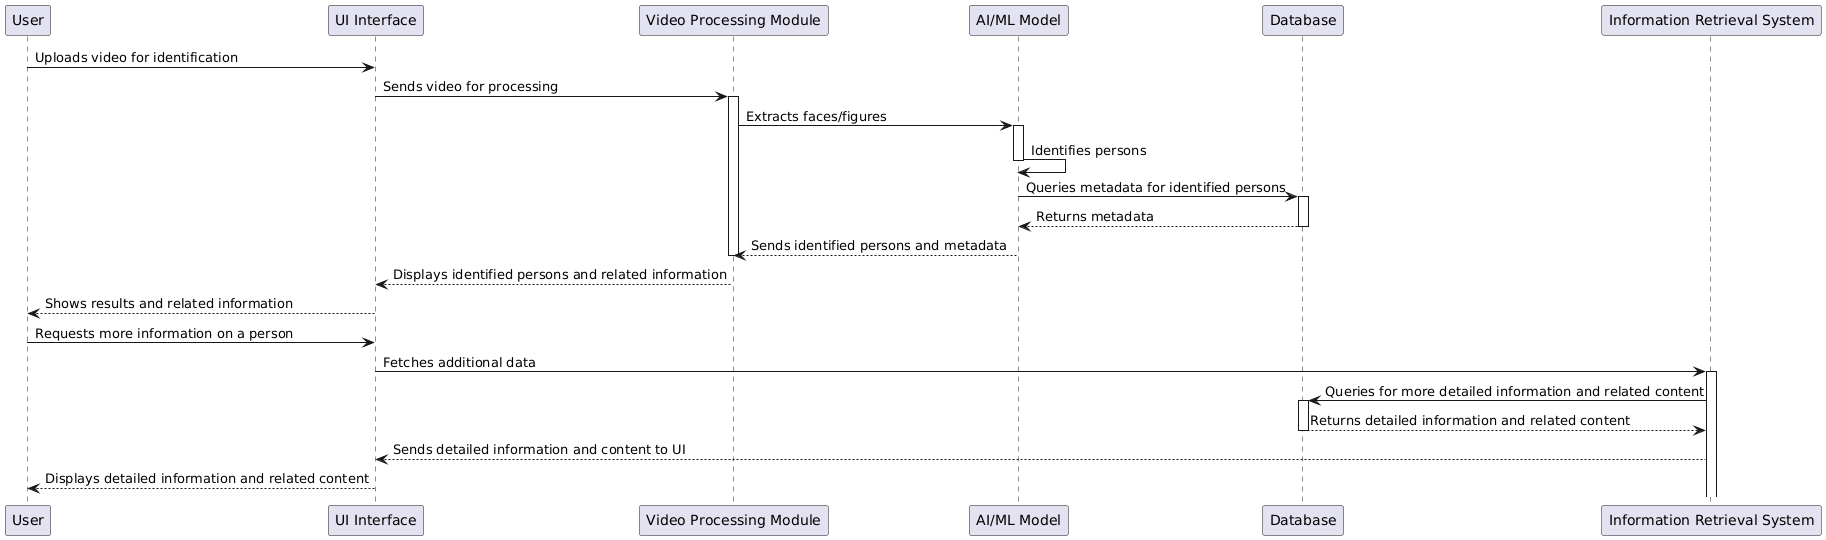 User
UI Interface
Video Processing Module
AI/ML Model
Database
Information Retrieval System
Uploads video for identification
Sends video for processing
Extracts faces/figures
Identifies persons
Queries metadata for identified persons
Returns metadata
Sends identified persons and metadata
Displays identified persons and related information
Shows results and related information
Requests more information on a person
Fetches additional data
Queries for more detailed information and related content
Returns detailed information and related content
Sends detailed information and content to UI
Displays detailed information and related content
User
UI Interface
Video Processing Module
AI/ML Model
Database
Information Retrieval System